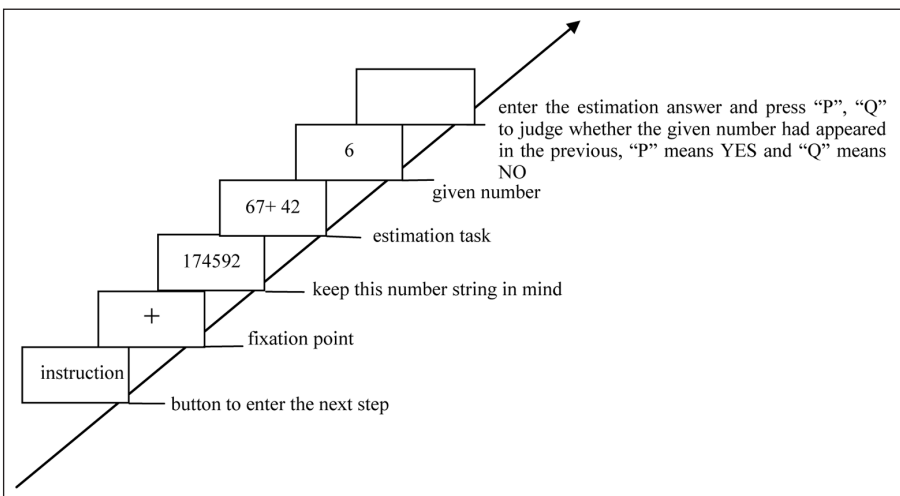 enter the estimation answer and press “P”, “Q”
to judge whether the given number had appeared
in the previous, “P” means YES and “Q” means
NO
6
given number
67+ 42
estimation task
174592
keep this number string in mind
+
fixation point
instruction
button to enter the next step